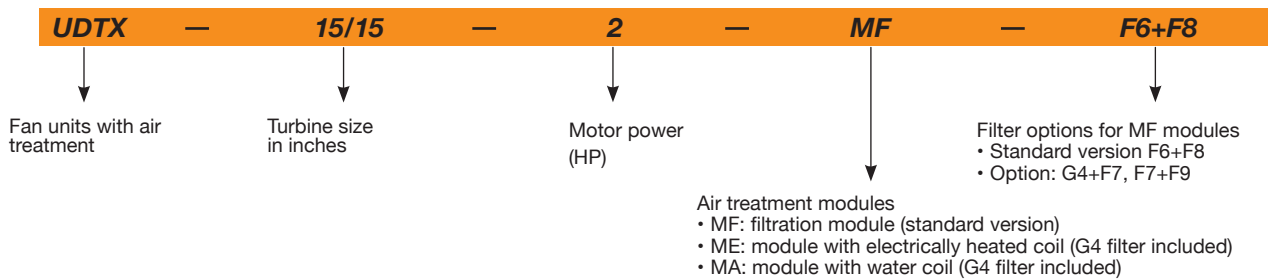 UDTX — 15/15 — 2 — MF — F6+F8
Fan units with air
treatment
Turbine size
in inches
Motor power
(HP)
Air treatment modules
• MF: filtration module (standard version)
• ME: module with electrically heated coil (G4 filter included)
• MA: module with water coil (G4 filter included)
Filter options for MF modules
• Standard version F6+F8
• Option: G4+F7, F7+F9